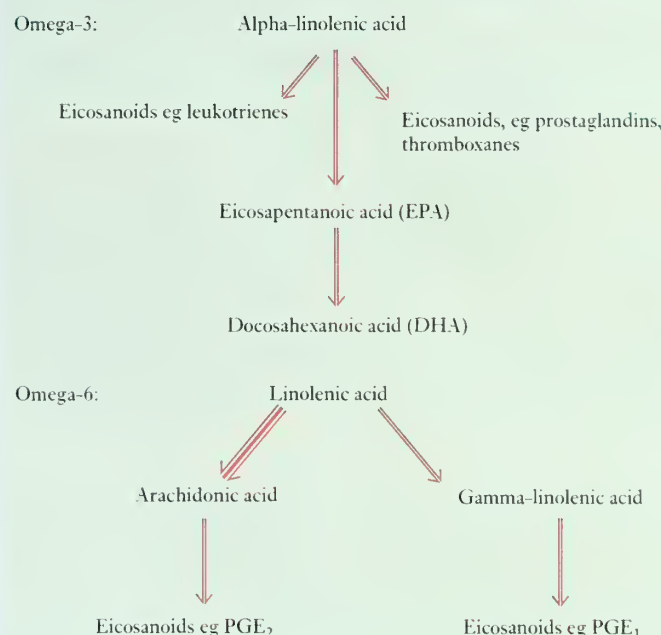 Omega-3: Alpha-linolenic acid
Eicosanoids eg leukotrienes
Eicosanoids, eg prostaglandins,
thromboxanes
Eicosapentanoic acid (EPA)
Docosahexanoic acid (DHA)
Omega-6: Linolenic acid
Arachidonic acid Gamma-linolenic acid
Eicosanoids eg PGE₂ Eicosanoids eg PGE₁